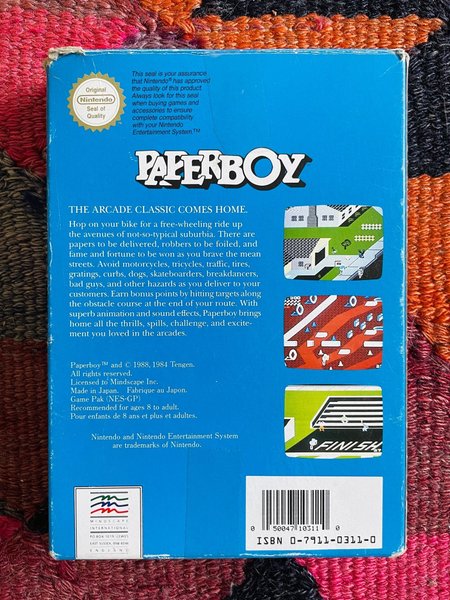 This seal is your assurance
that Nintendo® has approved
the quality of this product.
Always look for this seal
when buying games and
accessories to ensure
complete compatibility
with your Nintendo
Entertainment System.™
Original
Nintendo
Seal of
Quality
PAPERBOY
THE ARCADE CLASSIC COMES HOME.
Hop on your bike for a free-wheeling ride up
the avenues of not-so-typical suburbia. There are
papers to be delivered, robbers to be foiled, and
fame and fortune to be won as you brave the mean
streets. Avoid motorcycles, tricycles, traffic, tires,
gratings, curbs, dogs, skateboarders, breakdancers,
bad guys, and other hazards as you deliver to your
customers. Earn bonus points by hitting targets along
the obstacle course at the end of your route. With
superb animation and sound effects, Paperboy brings
home all the thrills, spills, challenge, and excite-
ment you loved in the arcades.
Paperboy™ and © 1988, 1984 Tengen.
All rights reserved.
Licensed to Mindscape Inc.
Made in Japan. Fabrique au Japon.
Game Pak (NES-GP)
Recommended for ages 8 to adult.
Pour enfants de 8 ans et plus et adultes.
Nintendo and Nintendo Entertainment System
are trademarks of Nintendo.
FINISH
MINDSCAPE
INTERNATIONAL
ENGLAND
0 50047 10311 0
ISBN 0-7911-0311-0